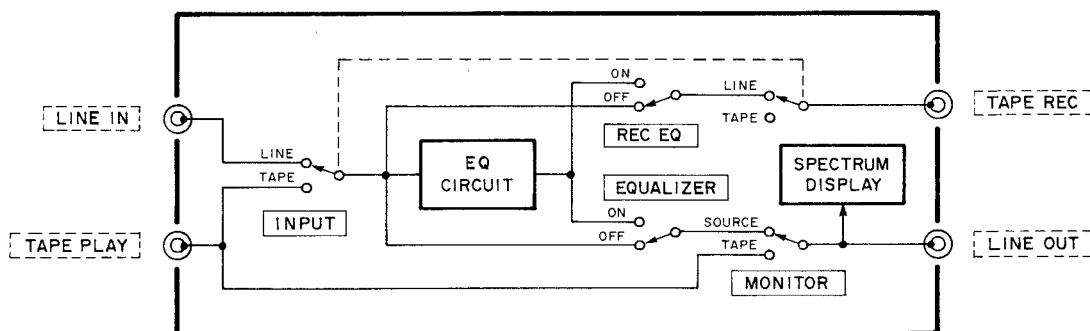 ON
LINE IN
OFF
LINE
TAPE REC
TAPE
REC EQ
LINE
EQ CIRCUIT
SPECTRUM DISPLAY
TAPE
EQUALIZER
INPUT
ON
SOURCE
TAPE PLAY
OFF
TAPE
LINE OUT
MONITOR